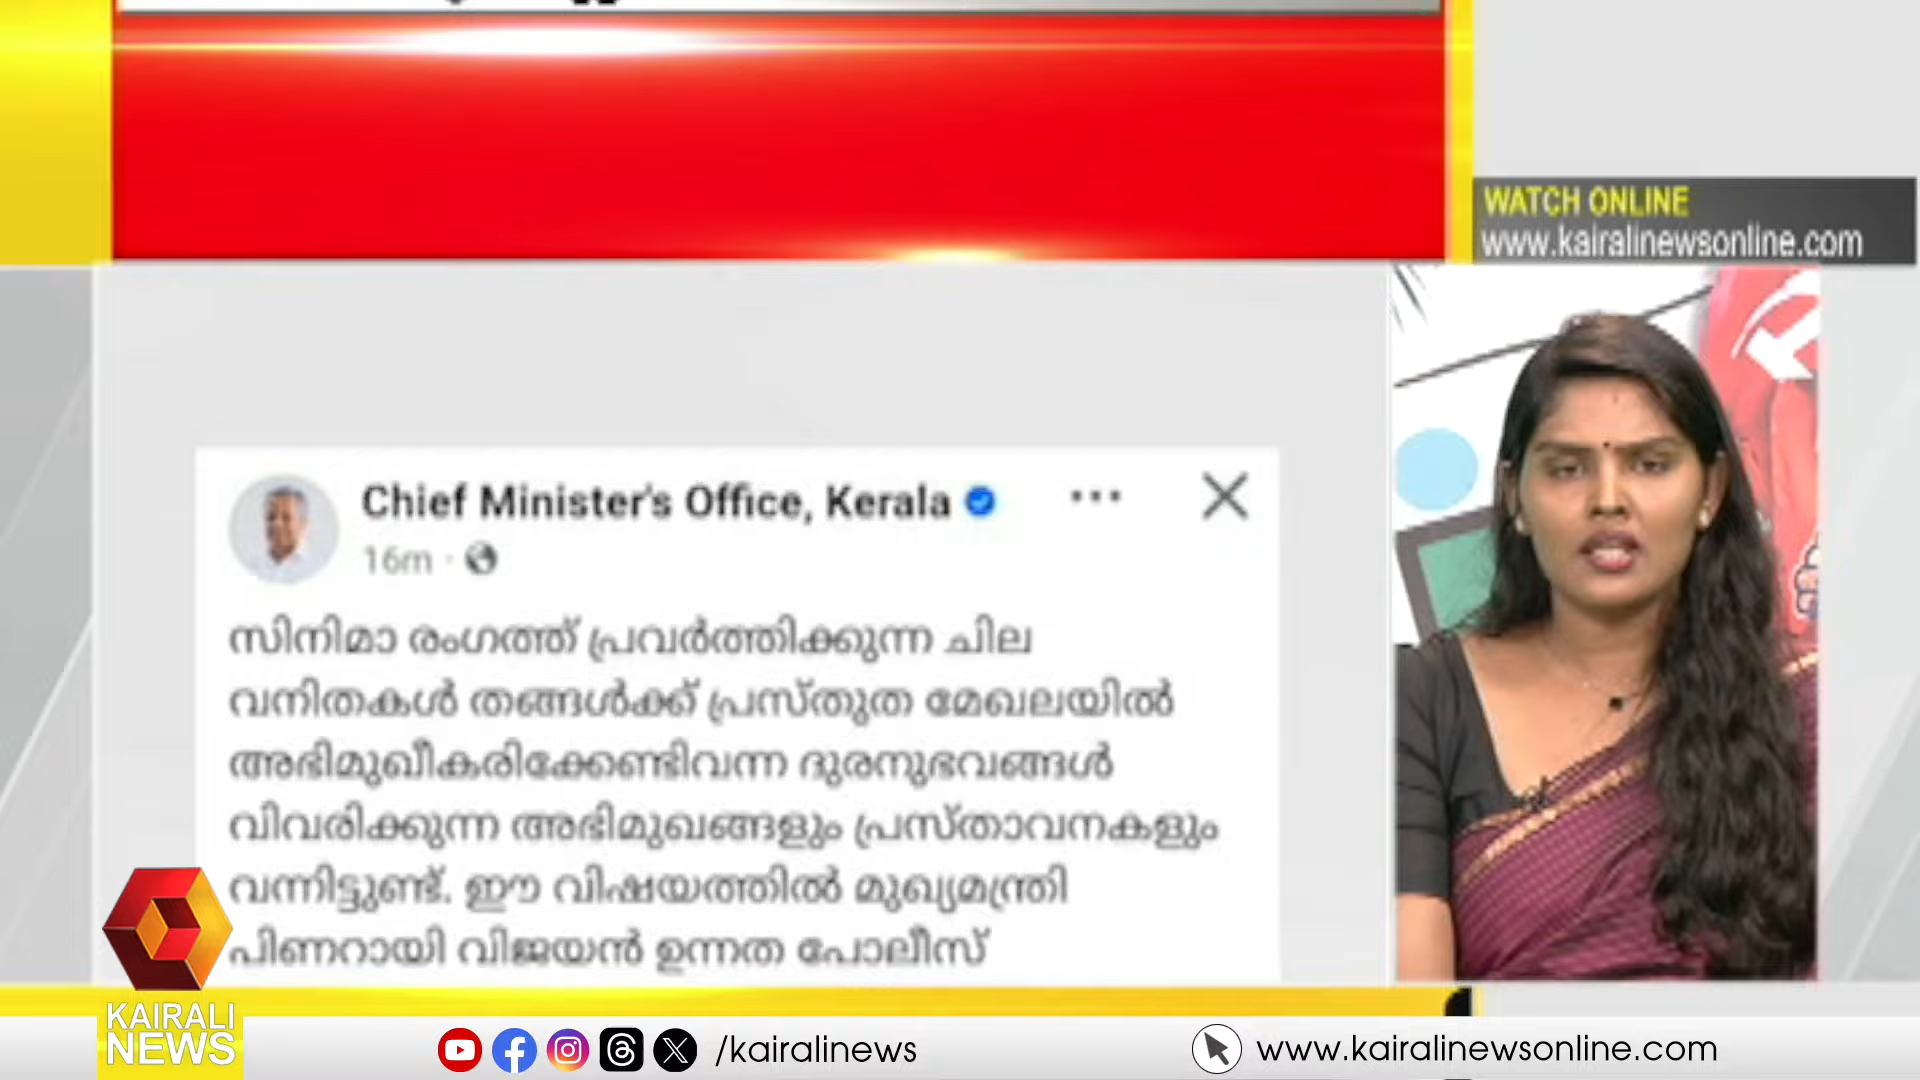 WATCH ONLINE
www.kairalinewsonline.com
Chief Minister's Office, Kerala
16m
സിനിമാ രംഗത്ത് പ്രവർത്തിക്കുന്ന ചില
വനിതകൾ തങ്ങൾക്ക് പ്രസ്തുത മേഖലയിൽ
അഭിമുഖീകരിക്കേണ്ടിവന്ന ദുരനുഭവങ്ങൾ
വിവരിക്കുന്ന അഭിമുഖങ്ങളും പ്രസ്താവനകളും
വന്നിട്ടുണ്ട്. ഈ വിഷയത്തിൽ മുഖ്യമന്ത്രി
പിണറായി വിജയൻ ഉന്നത പോലീസ്
KAIRALI
NEWS
/kairalinews
www.kairalinewsonline.com